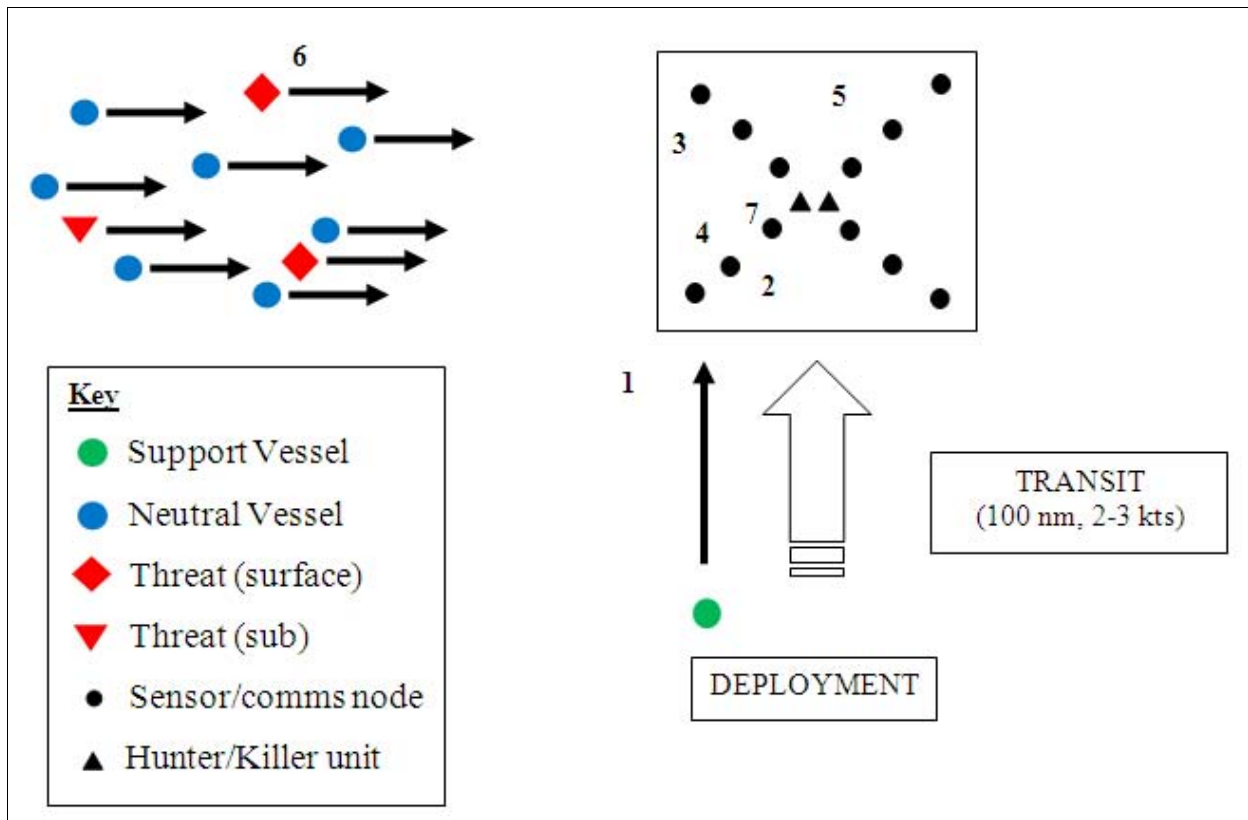 6
5
3
7
4
2
1
Key
Support Vessel
Neutral Vessel
Threat (surface)
Threat (sub)
Sensor/comms node
Hunter/Killer unit
TRANSIT
(100 nm, 2-3 kts)
DEPLOYMENT